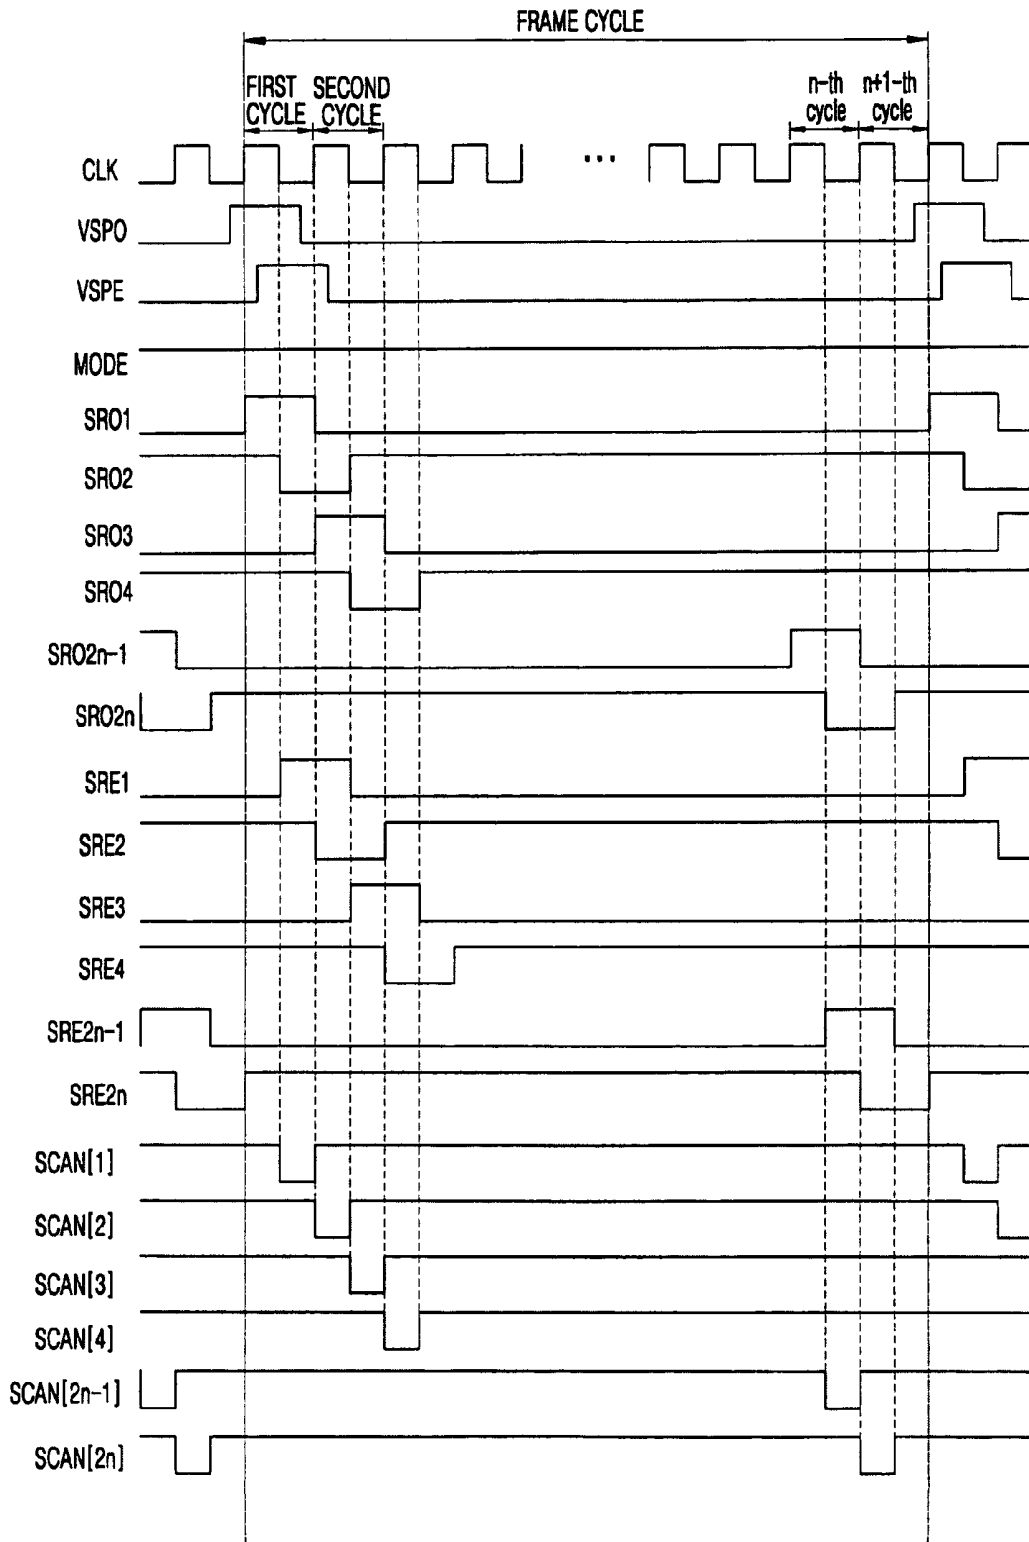 FRAME CYCLE
FIRST
CYCLE
SECOND
CYCLE
n-th
cycle
n+1-th
cycle
CLK
VSPO
VSPE
MODE
SRO1
SRO2
SRO3
SRO4
SRO2n-1
SRO2n
SRE1
SRE2
SRE3
SRE4
SRE2n-1
SRE2n
SCAN[1]
SCAN[2]
SCAN[3]
SCAN[4]
SCAN[2n-1]
SCAN[2n]